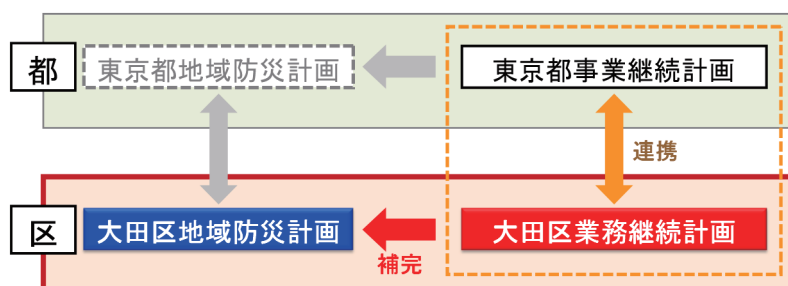 都
東京都地域防災計画
東京都事業継続計画
連携
区
大田区地域防災計画
大田区業務継続計画
補完